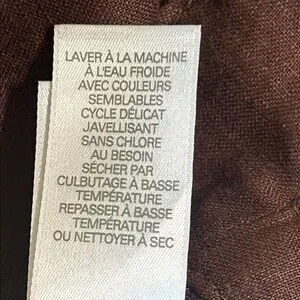 LAVER À LA MACHINE
À L'EAU FROIDE
AVEC COULEURS
SEMBLABLES
CYCLE DÉLICAT
JAVELLISANT
SANS CHLORE
AU BESOIN
SÉCHER PAR
CULBUTAGE À BASSE
TEMPÉRATURE
REPASSER À BASSE
TEMPÉRATURE
OU NETTOYER À SEC